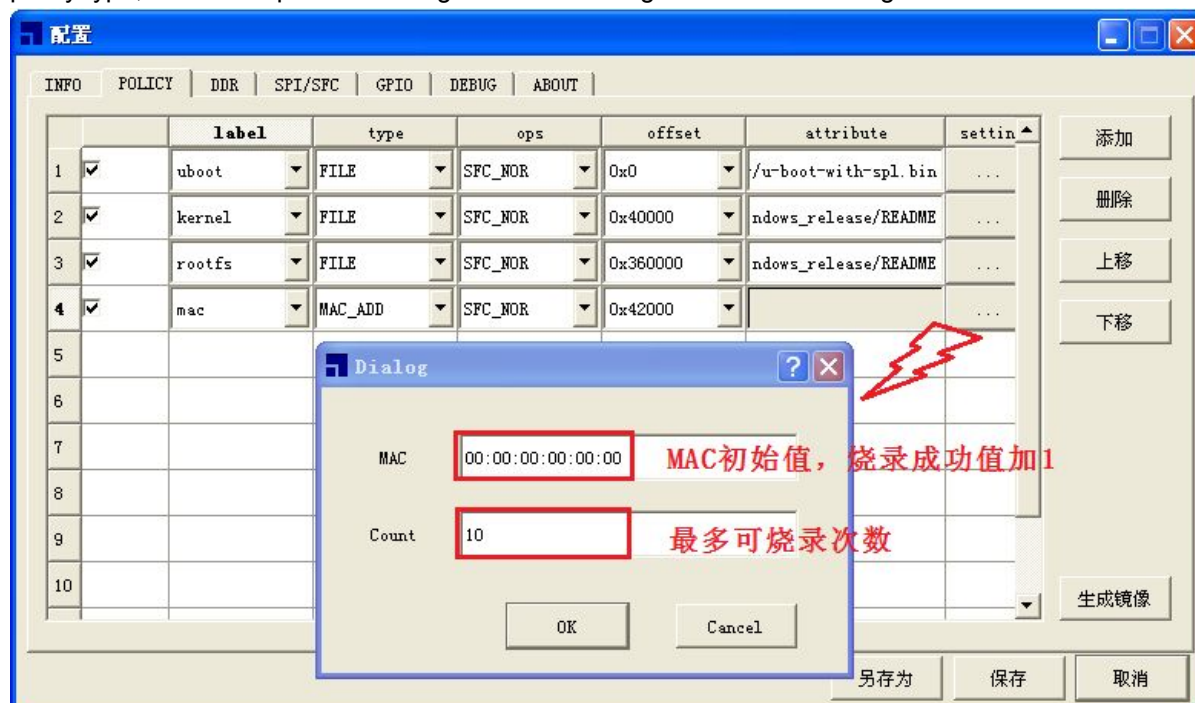 配置
INFO POLICY DDR SPI/SFC GPIO DEBUG ABOUT
label type ops offset attribute settin
1 uboot FILE SFC_NOR 0x0 /u-boot-with-spl.bin ...
2 kernel FILE SFC_NOR 0x40000 ndows_release/README ...
3 rootfs FILE SFC_NOR 0x360000 ndows_release/README ...
4 mac MAC_ADD SFC_NOR 0x42000 ...
5
6
7
8
9
10
添加
册除
上移
下移
生成镜像
Dialog
MAC 00:00:00:00:00:00 MAC初始值，烧录成功值加1
Count 10 最多可烧录次数
OK Cancel
另存为 保存 取消